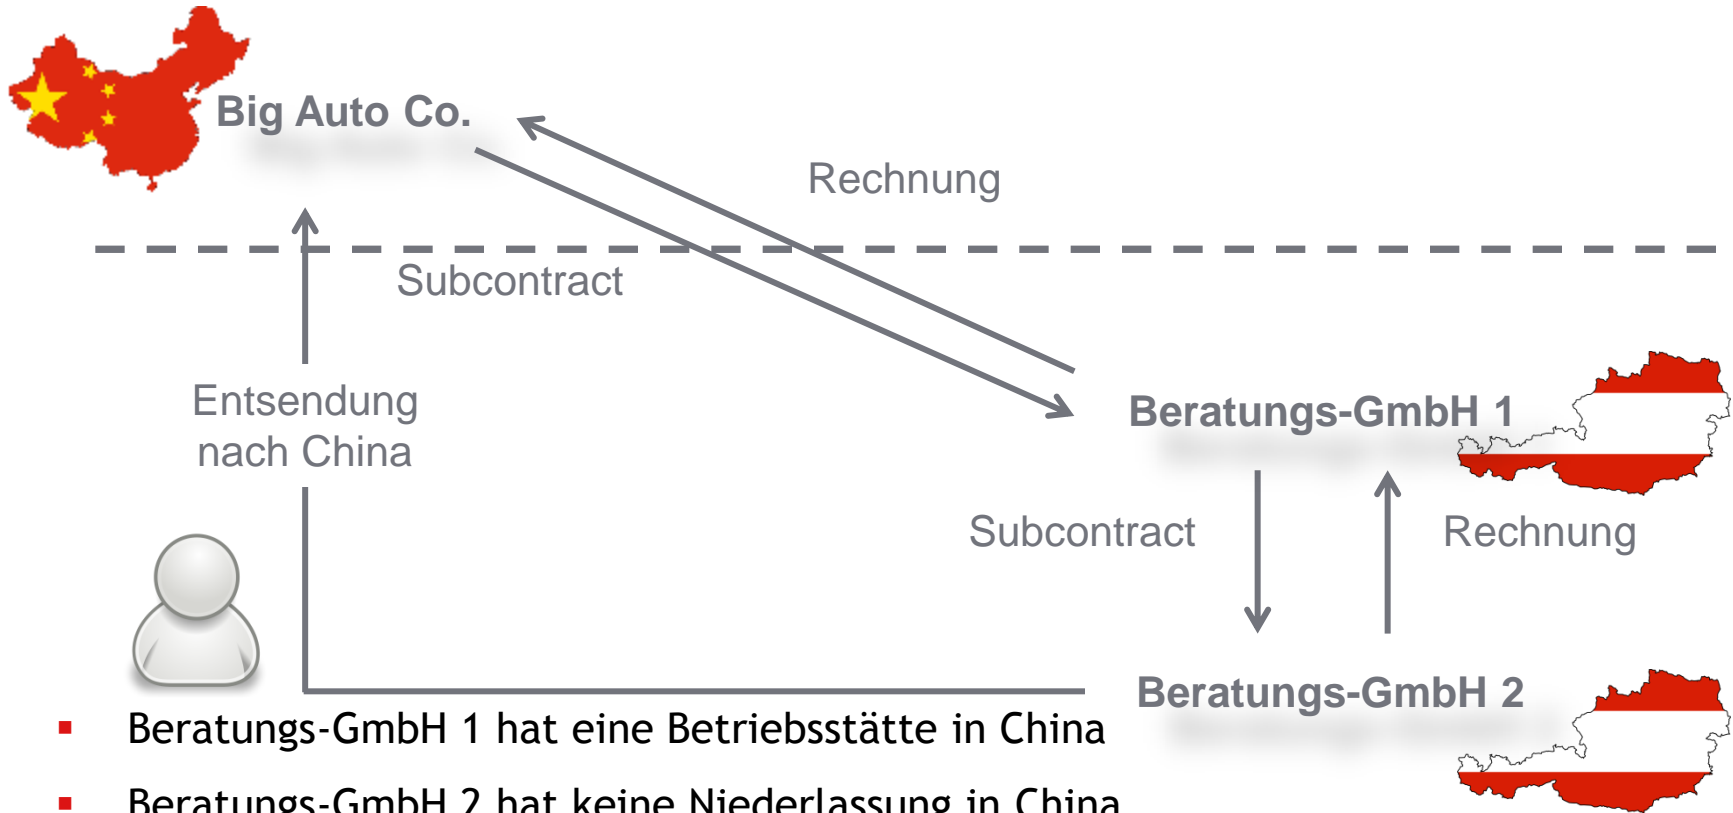 Big Auto Co.
Rechnung
Subcontract
Entsendung
nach China
Beratungs-GmbH 1
Subcontract
Rechnung
Beratungs-GmbH 2
Beratungs-GmbH 1 hat eine Betriebsstätte in China
Beratungs-GmbH 2 hat keine Niederlassung in China